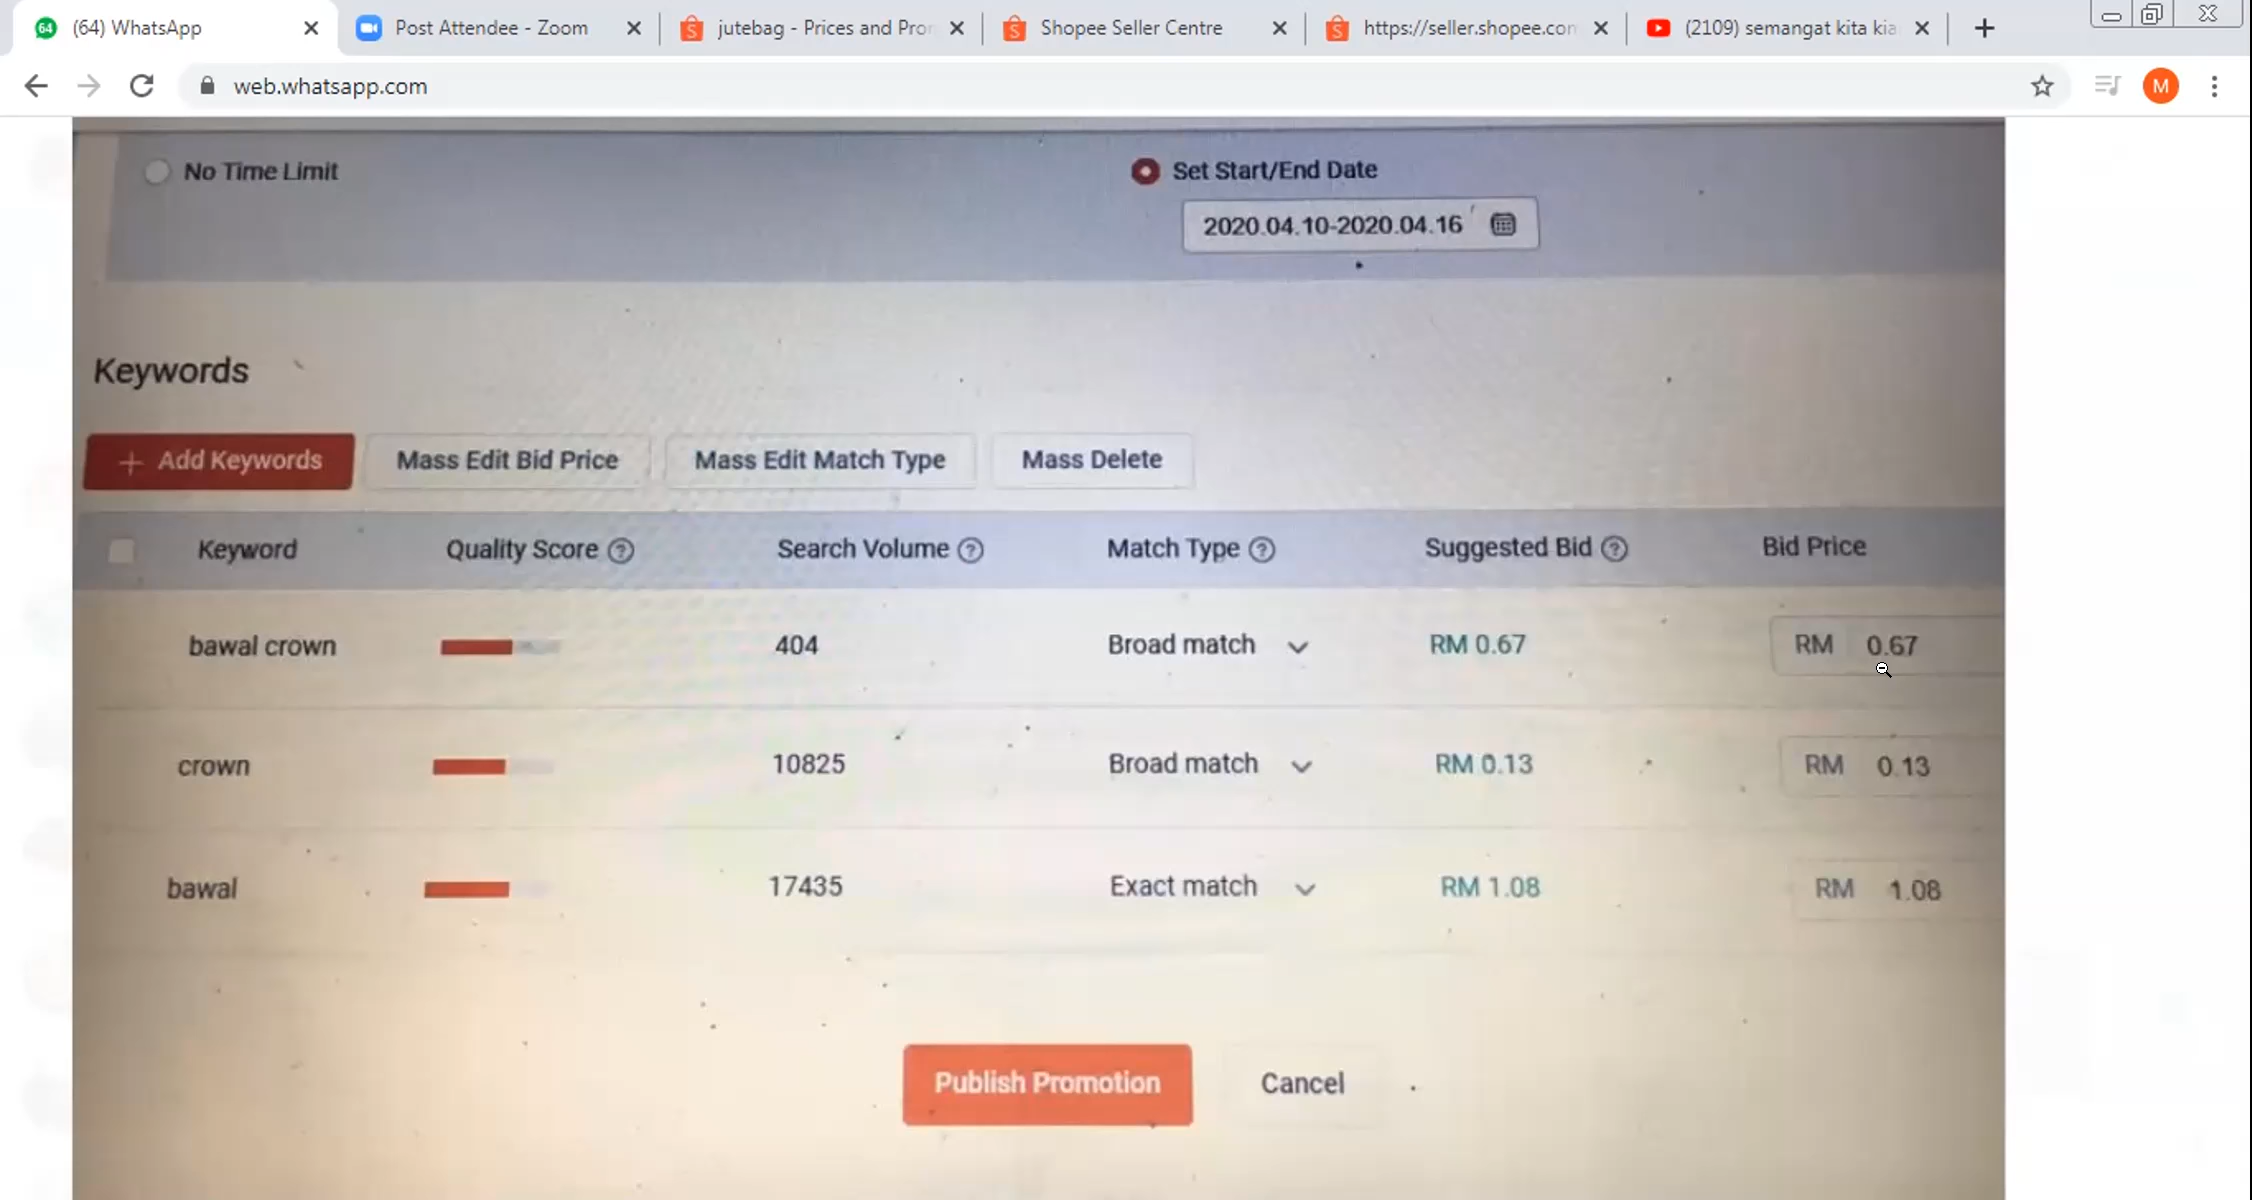 (64) WhatsApp
Post Attendee - Zoom
jutebag - Prices and Pro
Shopee Seller Centre
https://seller.shopee.con
(2109) semangat kita kia
web.whatsapp.com
M
No Time Limit
Set Start/End Date
2020.04.10-2020.04.16
Keywords
+ Add Keywords
Mass Edit Bid Price
Mass Edit Match Type
Mass Delete
Keyword Quality Score ? Search Volume ? Match Type ? Suggested Bid ? Bid Price
bawal crown 404 Broad match RM 0.67 RM 0.67
crown 10825 Broad match RM 0.13 RM 0.13
bawal 17435 Exact match RM 1.08 RM 1.08
Publish Promotion
Cancel